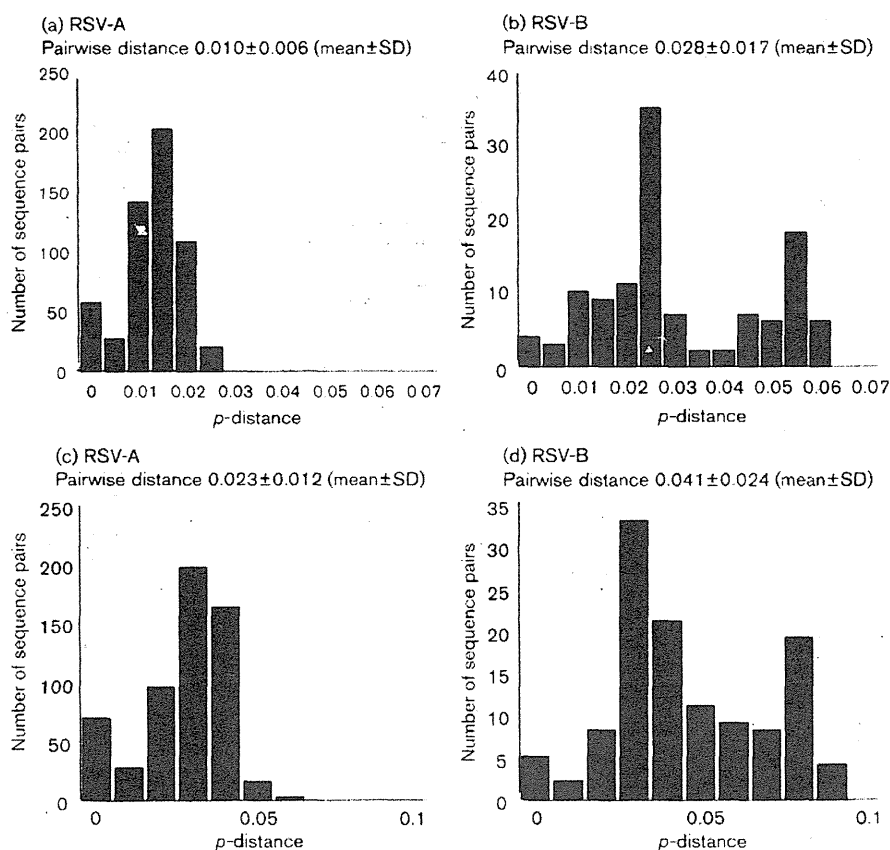 (a) RSV-A
Pairwise distance 0.010±0.006 (mean±SD)
250
200
150
100
50
0
Number of sequence pairs
0 0.01 0.02 0.03 0.04 0.05 0.06 0.07
p-distance
(b) RSV-B
Pairwise distance 0.028±0.017 (mean±SD)
40
30
20
10
0
Number of sequence pairs
0 0.01 0.02 0.03 0.04 0.05 0.06 0.07
p-distance
(c) RSV-A
Pairwise distance 0.023±0.012 (mean±SD)
250
200
150
100
50
0
Number of sequence pairs
0 0.05 0.1
p-distance
(d) RSV-B
Pairwise distance 0.041±0.024 (mean±SD)
35
30
25
20
15
10
5
0
Number of sequence pairs
0 0.05 0.1
p-distance